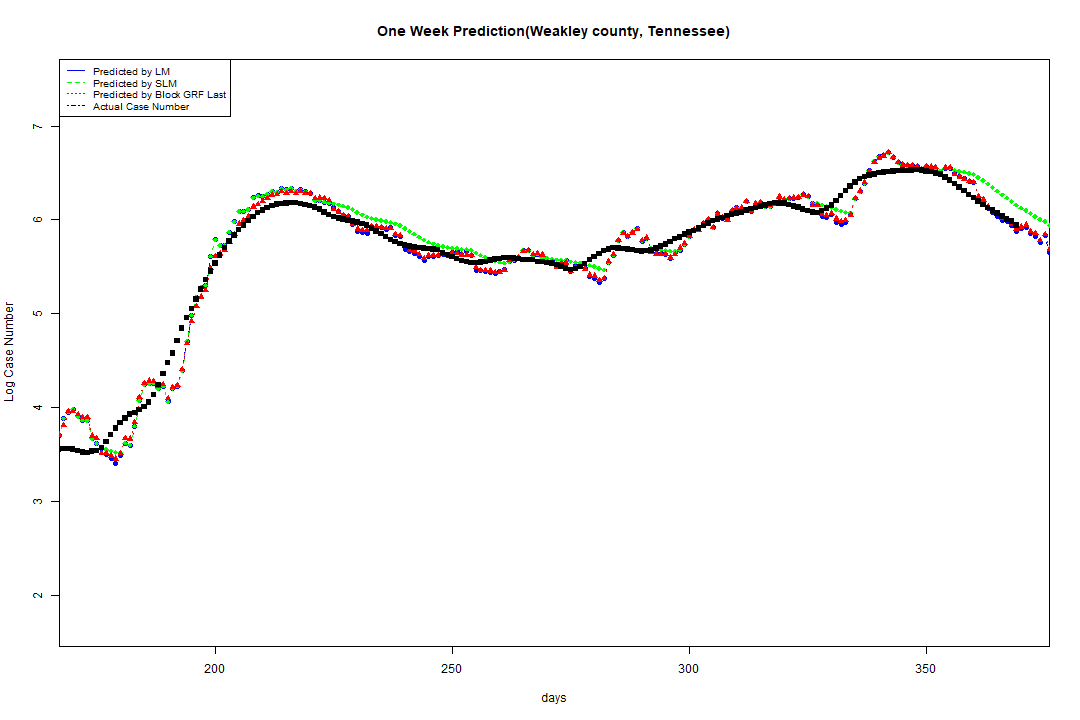 One Week Prediction(Weakley county, Tennessee)
Predicted by LM
Predicted by SLM
Predicted by Block GRF Last
Actual Case Number
7
6
5
4
3
2
Log Case Number
200 250 300 350
days